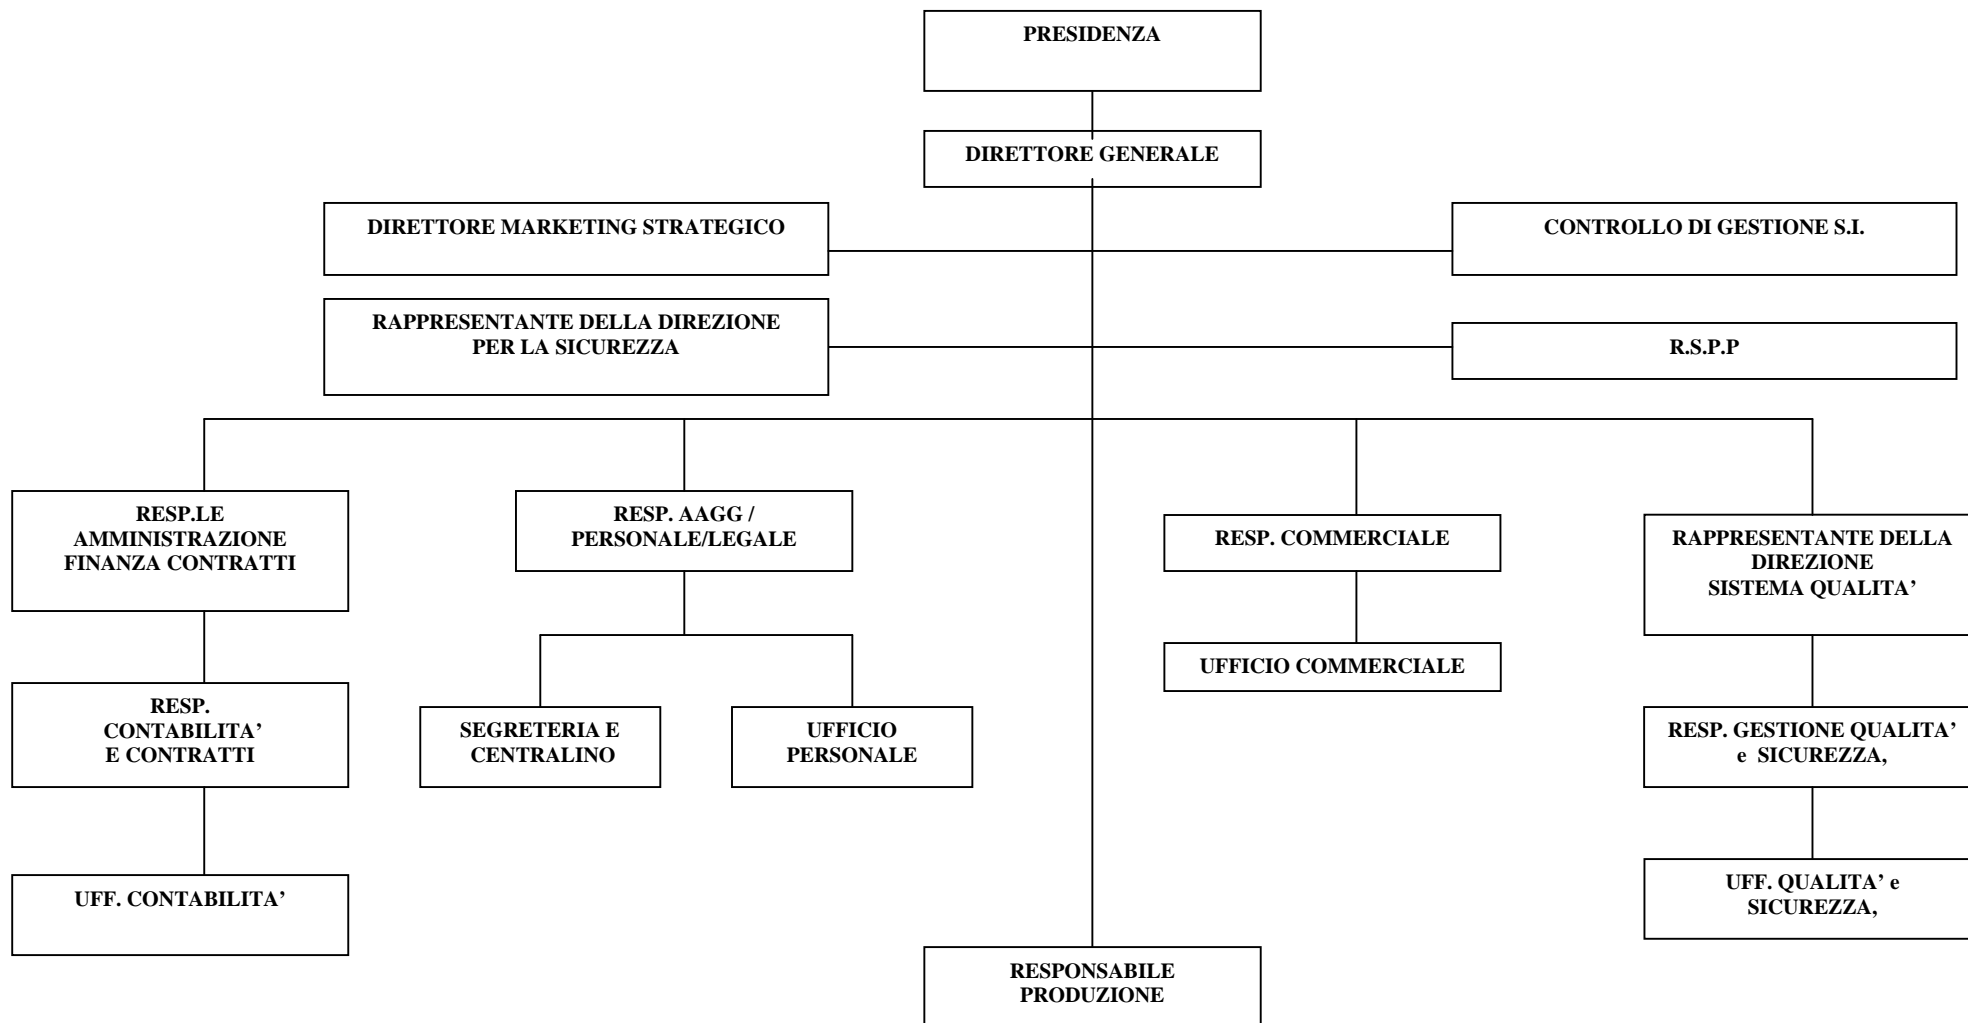 PRESIDENZA
DIRETTORE GENERALE
DIRETTORE MARKETING STRATEGICO
CONTROLLO DI GESTIONE S.I.
RAPPRESENTANTE DELLA DIREZIONE
PER LA SICUREZZA
R.S.P.P
RESP.LE
AMMINISTRAZIONE
FINANZA CONTRATTI
RESP. AAGG /
PERSONALE/LEGALE
RESP. COMMERCIALE
RAPPRESENTANTE DELLA
DIREZIONE
SISTEMA QUALITA’
UFFICIO COMMERCIALE
RESP.
CONTABILITA’
E CONTRATTI
SEGRETERIA E
CENTRALINO
UFFICIO
PERSONALE
RESP. GESTIONE QUALITA’
e SICUREZZA,
UFF. CONTABILITA’
UFF. QUALITA’ e
SICUREZZA,
RESPONSABILE
PRODUZIONE